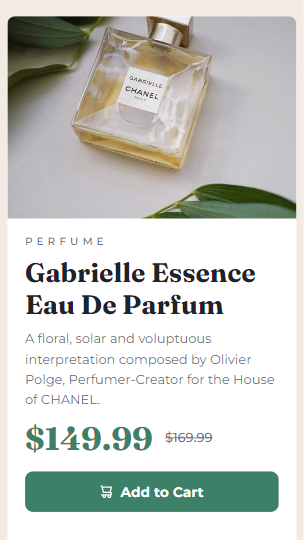 GABRIELLE
CHANEL
PARIS
PERFUME
Gabrielle Essence
Eau De Parfum
A floral, solar and voluptuous
interpretation composed by Olivier
Polge, Perfumer-Creator for the House
of CHANEL.
$149.99 $169.99
Add to Cart